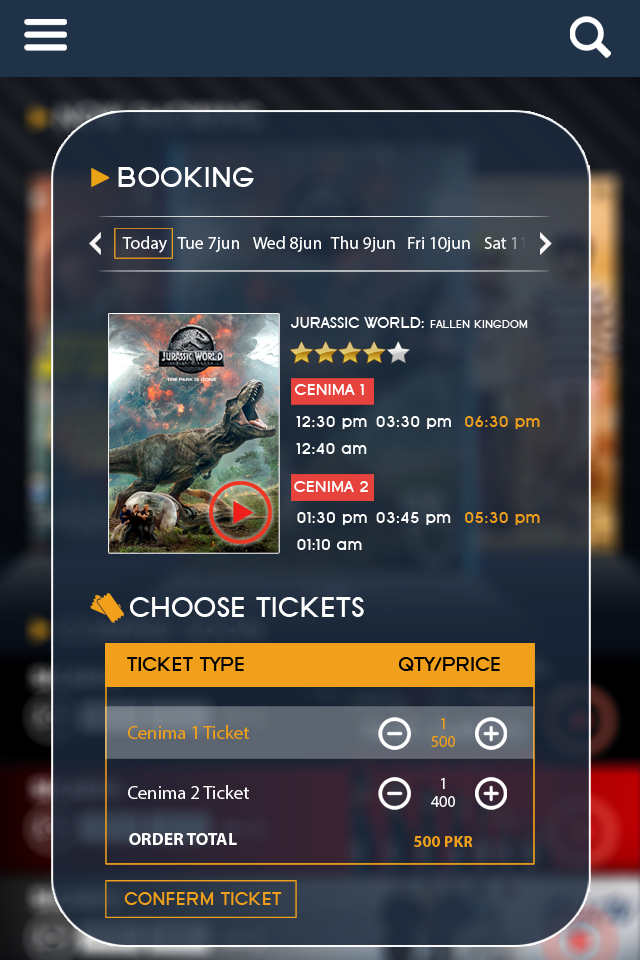 BOOKING
Today Tue 7jun Wed 8jun Thu 9jun Fri 10jun Sat 11
JURASSIC WORLD
THE PARK IS GONE
JURASSIC WORLD: FALLEN KINGDOM
CENIMA 1
12:30 pm 03:30 pm 06:30 pm
12:40 am
CENIMA 2
01:30 pm 03:45 pm 05:30 pm
01:10 am
CHOOSE TICKETS
TICKET TYPE QTY/PRICE
Cenima 1 Ticket 1
500
Cenima 2 Ticket 1
400
ORDER TOTAL 500 PKR
CONFERM TICKET